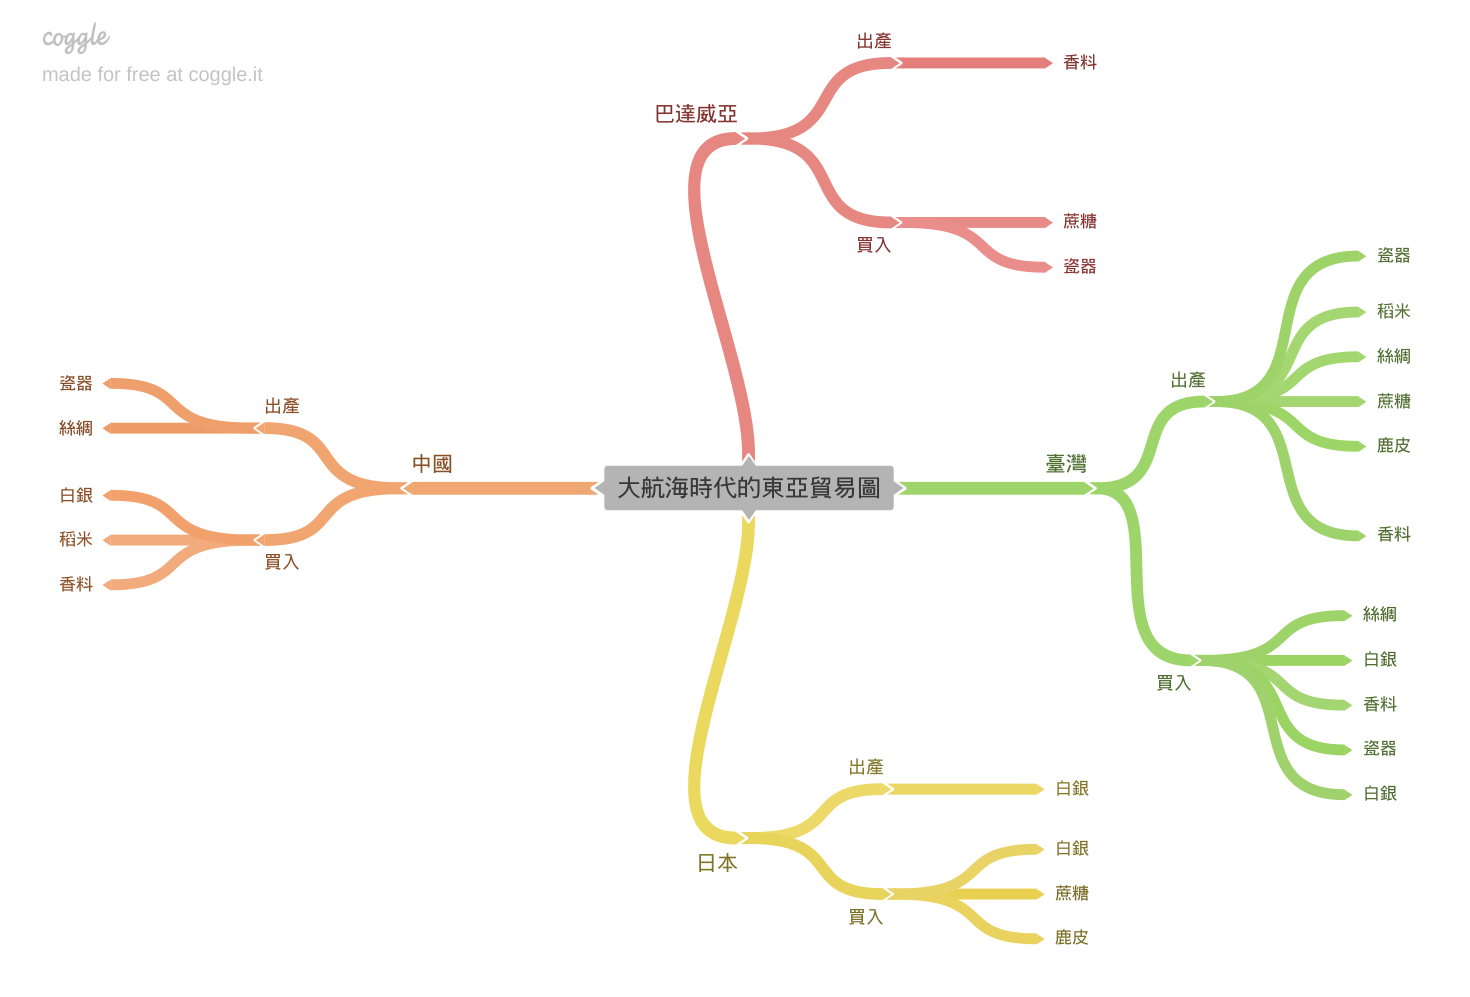 coggle
made for free at coggle.it
大航海時代的東亞貿易圖
巴達威亞
出產
香料
買入
蔗糖
瓷器
臺灣
出產
瓷器
稻米
絲綢
蔗糖
鹿皮
香料
買入
絲綢
白銀
香料
瓷器
白銀
日本
出產
白銀
買入
白銀
蔗糖
鹿皮
中國
出產
瓷器
絲綢
買入
白銀
稻米
香料